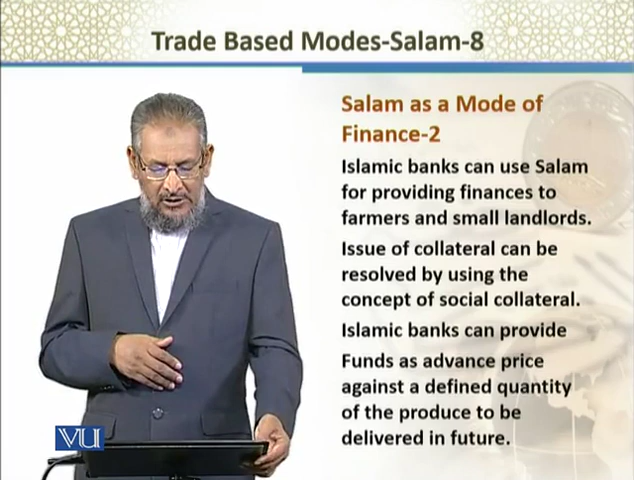 Trade Based Modes-Salam-8
Salam as a Mode of
Finance-2
Islamic banks can use Salam
for providing finances to
farmers and small landlords.
Issue of collateral can be
resolved by using the
concept of social collateral.
Islamic banks can provide
Funds as advance price
against a defined quantity
of the produce to be
delivered in future.
VU